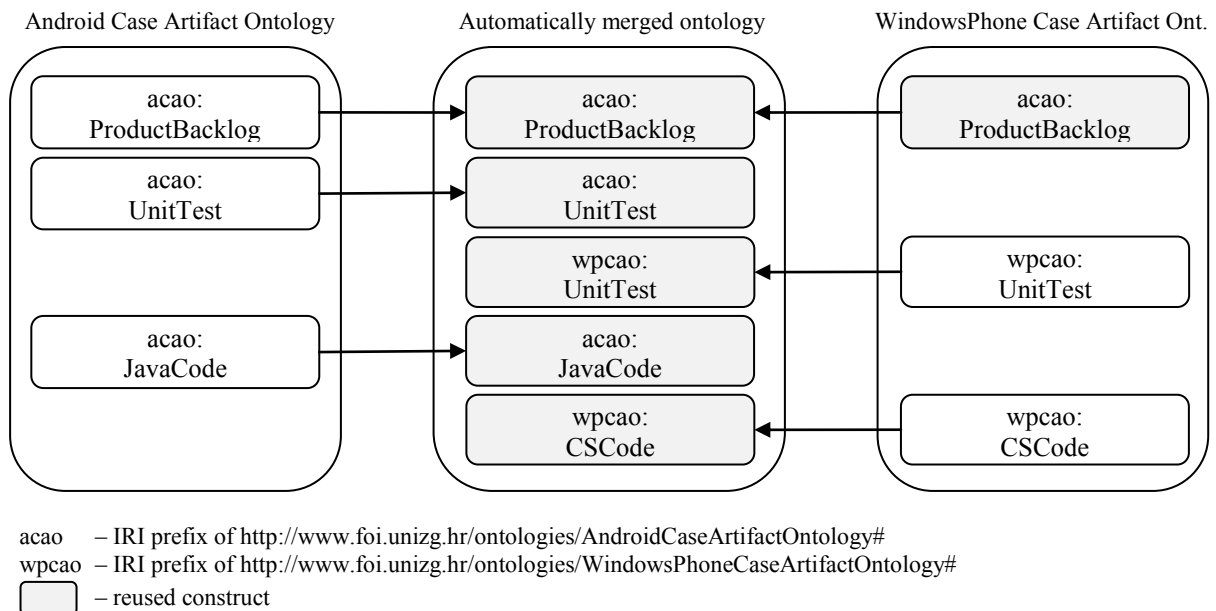 Android Case Artifact Ontology
Automatically merged ontology
WindowsPhone Case Artifact Ont.
acao:
ProductBacklog
acao:
ProductBacklog
acao:
ProductBacklog
acao:
UnitTest
acao:
UnitTest
wpcao:
UnitTest
wpcao:
UnitTest
acao:
JavaCode
acao:
JavaCode
wpcao:
CSCode
wpcao:
CSCode
acao – IRI prefix of http://www.foi.unizg.hr/ontologies/AndroidCaseArtifactOntology#
wpcao – IRI prefix of http://www.foi.unizg.hr/ontologies/WindowsPhoneCaseArtifactOntology#
– reused construct